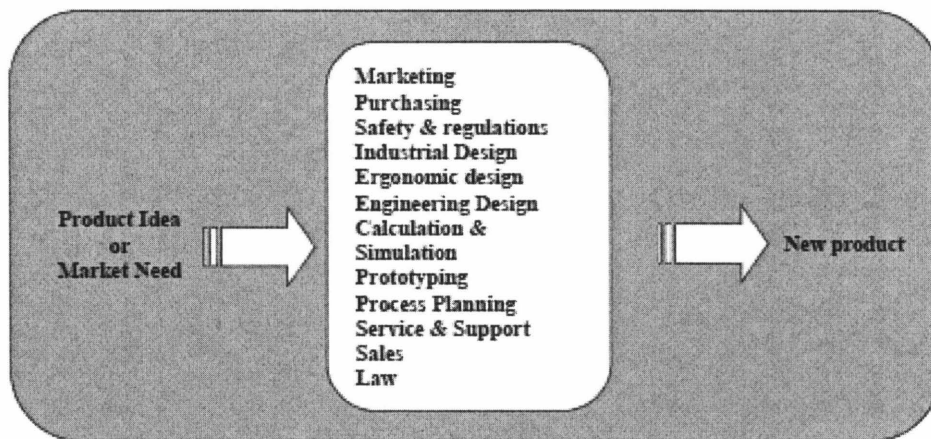 Product Idea
or
Market Need
Marketing
Purchasing
Safety & regulations
Industrial Design
Ergonomic design
Engineering Design
Calculation &
Simulation
Prototyping
Process Planning
Service & Support
Sales
Law
New product